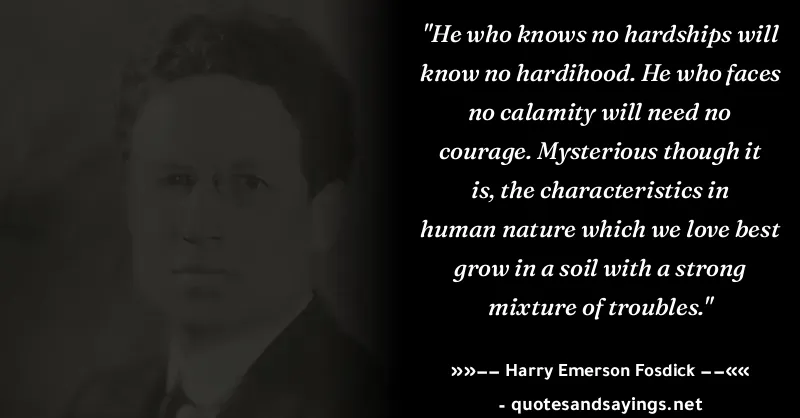 "He who knows no hardships will
know no hardihood. He who faces
no calamity will need no
courage. Mysterious though it
is, the characteristics in
human nature which we love best
grow in a soil with a strong
mixture of troubles."
»»−− Harry Emerson Fosdick −−««
- quotesandsayings.net